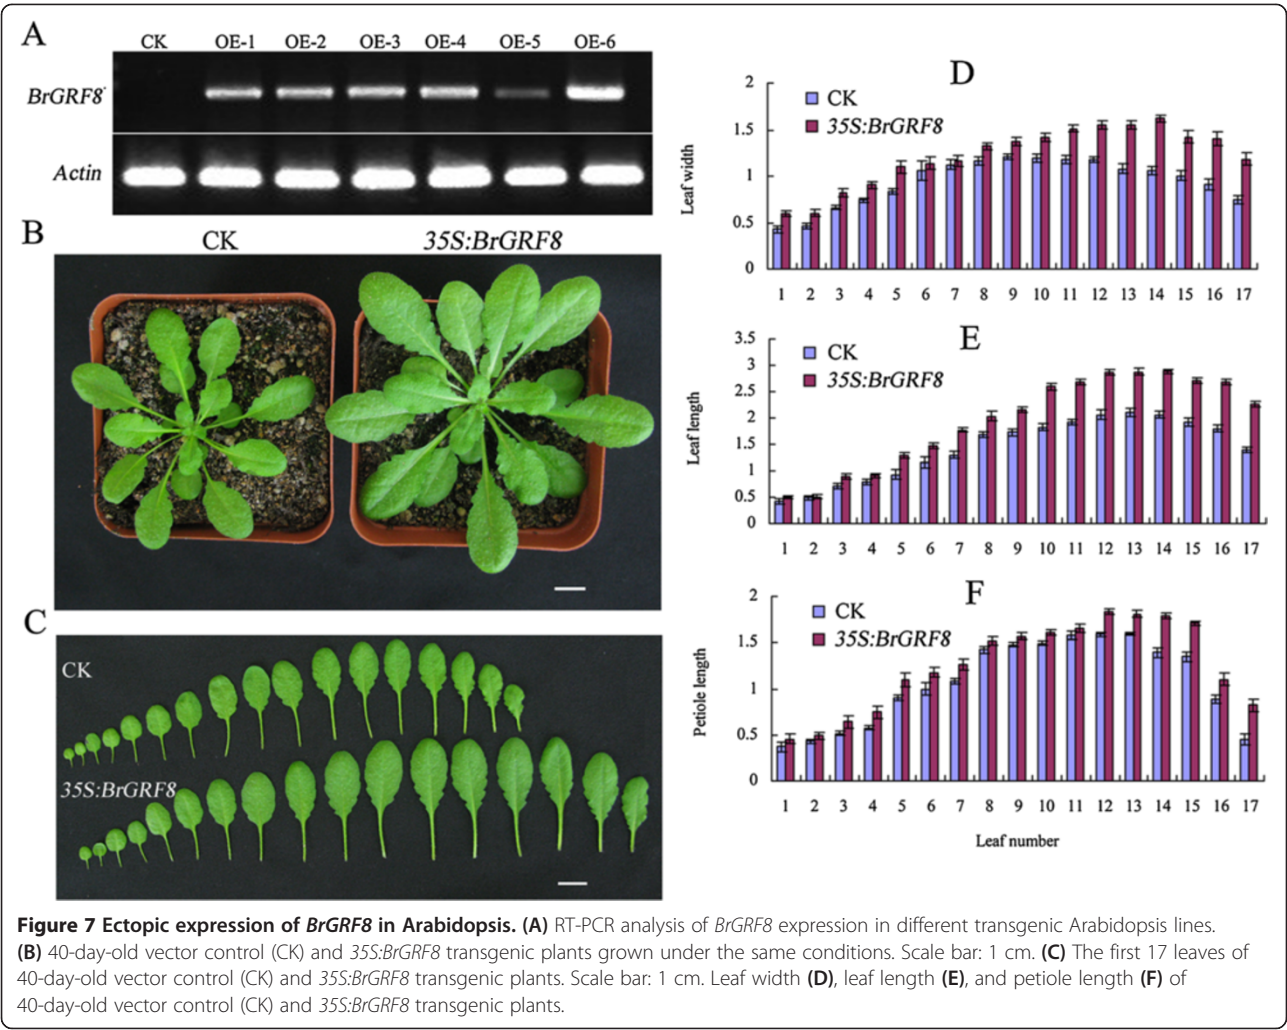 A
CK OE-1 OE-2 OE-3 OE-4 OE-5 OE-6
BrGRF8
Actin
B
CK 35S:BrGRF8
C
CK
35S:BrGRF8
D
CK
35S:BrGRF8
Leaf width
2
1.5
1
0.5
0
1 2 3 4 5 6 7 8 9 10 11 12 13 14 15 16 17
E
CK
35S:BrGRF8
Leaf length
3.5
3
2.5
2
1.5
1
0.5
0
1 2 3 4 5 6 7 8 9 10 11 12 13 14 15 16 17
F
CK
35S:BrGRF8
Petiole length
2
1.5
1
0.5
0
1 2 3 4 5 6 7 8 9 10 11 12 13 14 15 16 17
Leaf number
Figure 7 Ectopic expression of BrGRF8 in Arabidopsis. (A) RT-PCR analysis of BrGRF8 expression in different transgenic Arabidopsis lines.
(B) 40-day-old vector control (CK) and 35S:BrGRF8 transgenic plants grown under the same conditions. Scale bar: 1 cm. (C) The first 17 leaves of
40-day-old vector control (CK) and 35S:BrGRF8 transgenic plants. Scale bar: 1 cm. Leaf width (D), leaf length (E), and petiole length (F) of
40-day-old vector control (CK) and 35S:BrGRF8 transgenic plants.